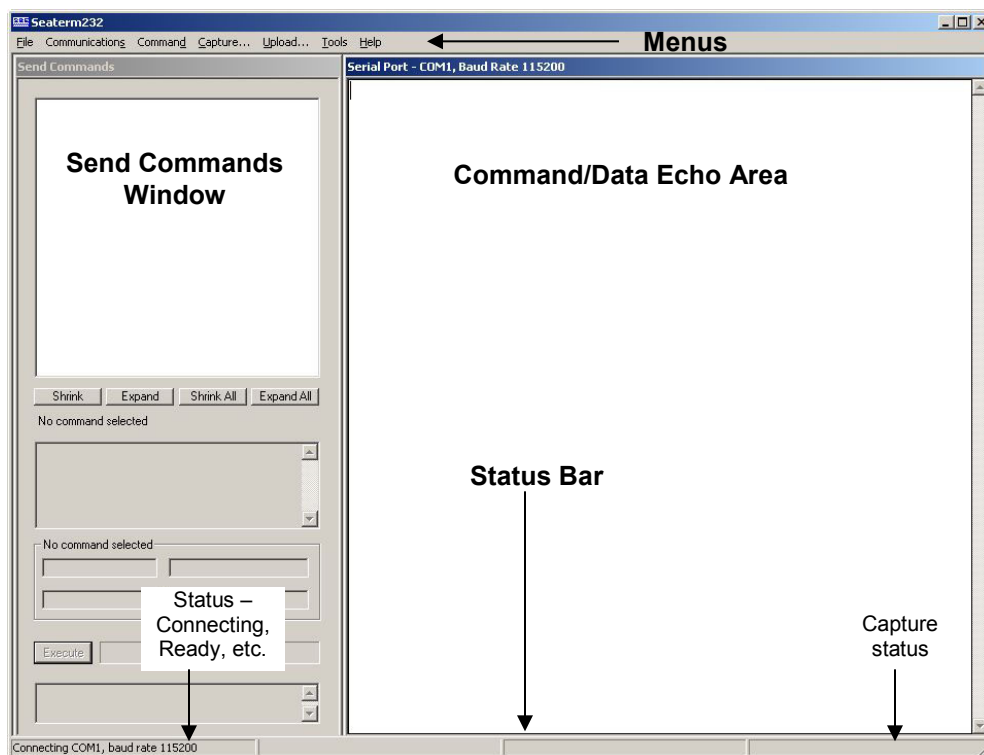 Seaterm232
File Communications Command Capture... Upload... Tools Help
Menus
Send Commands
Serial Port - COM1, Baud Rate 115200
Send Commands
Window
Command/Data Echo Area
Shrink Expand Shrink All Expand All
No command selected
Status Bar
No command selected
Status –
Connecting,
Ready, etc.
Capture
status
Execute
Connecting COM1, baud rate 115200